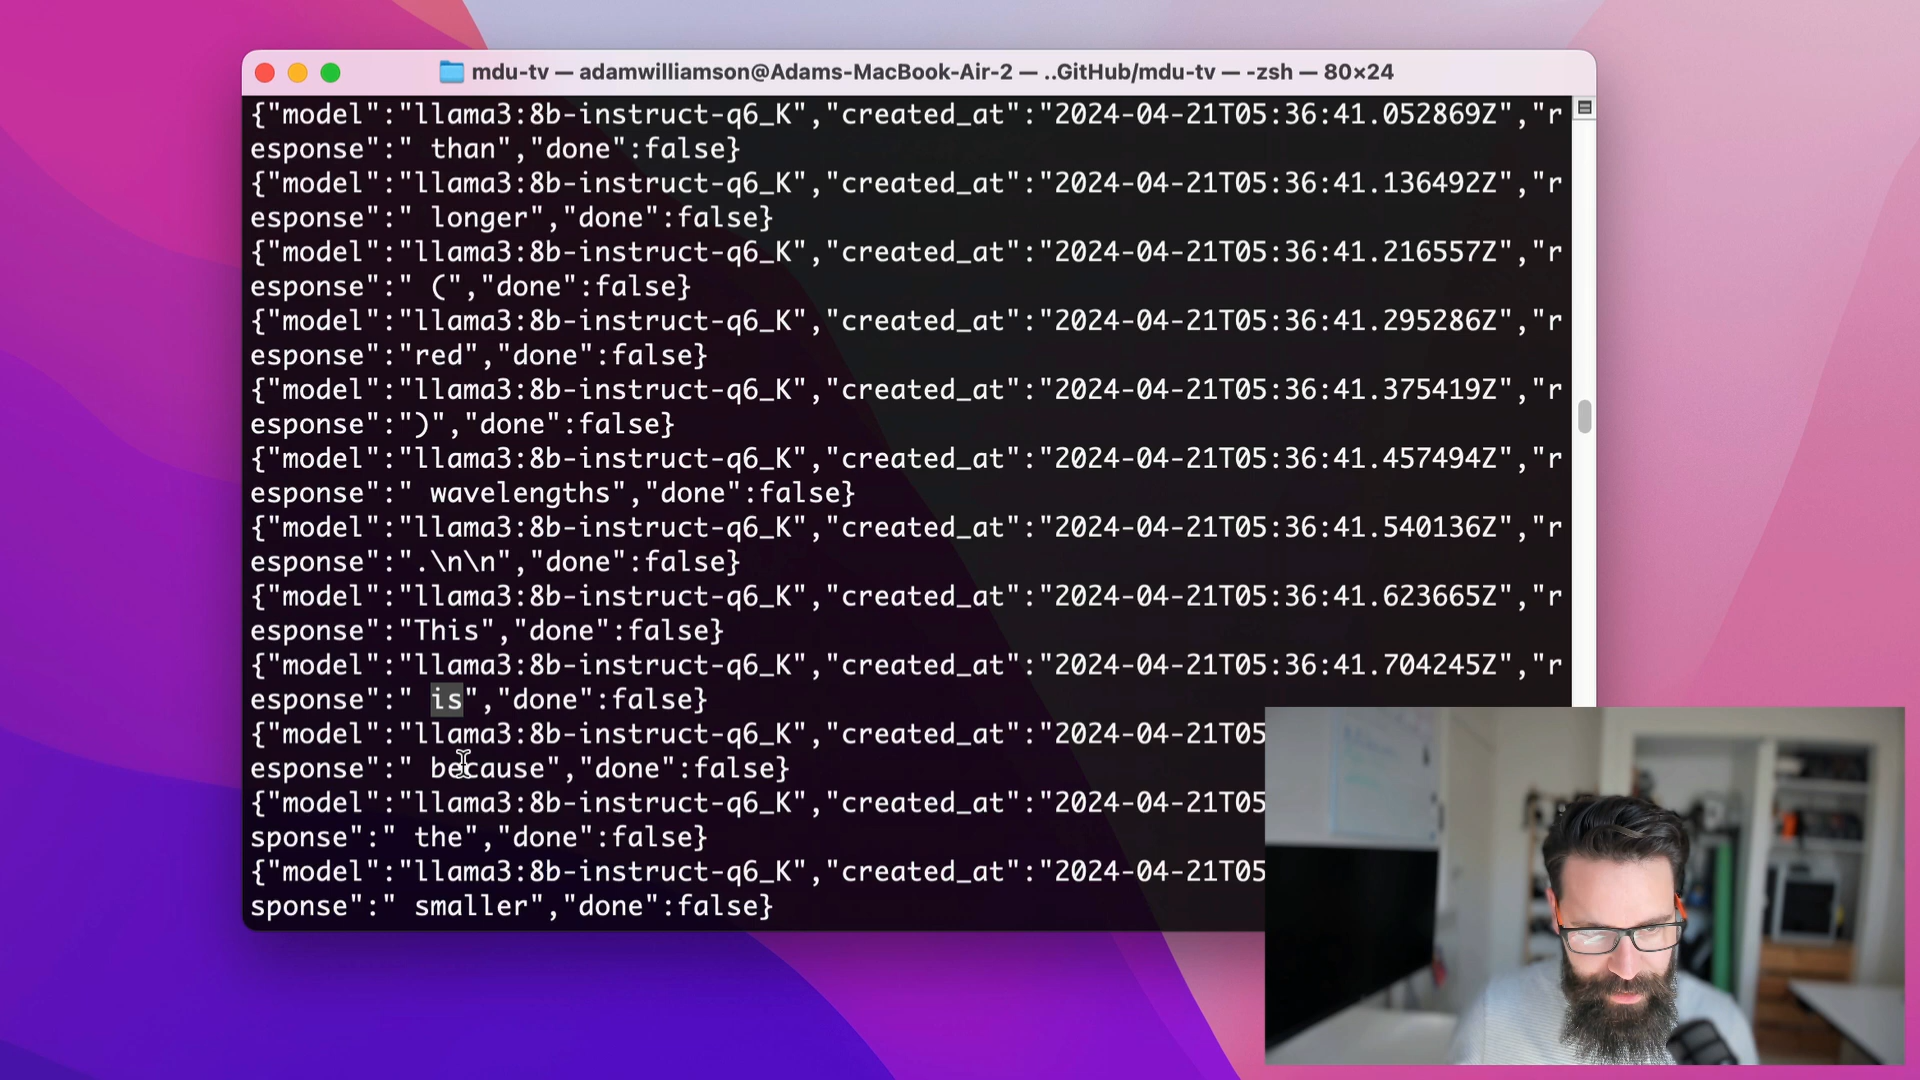 mdu-tv — adamwilliamson@Adams-MacBook-Air-2 — ..GitHub/mdu-tv — -zsh — 80×24
{"model":"llama3:8b-instruct-q6_K","created_at":"2024-04-21T05:36:41.052869Z","r
esponse":" than","done":false}
{"model":"llama3:8b-instruct-q6_K","created_at":"2024-04-21T05:36:41.136492Z","r
esponse":" longer","done":false}
{"model":"llama3:8b-instruct-q6_K","created_at":"2024-04-21T05:36:41.216557Z","r
esponse":" (","done":false}
{"model":"llama3:8b-instruct-q6_K","created_at":"2024-04-21T05:36:41.295286Z","r
esponse":"red","done":false}
{"model":"llama3:8b-instruct-q6_K","created_at":"2024-04-21T05:36:41.375419Z","r
esponse":")","done":false}
{"model":"llama3:8b-instruct-q6_K","created_at":"2024-04-21T05:36:41.457494Z","r
esponse":" wavelengths","done":false}
{"model":"llama3:8b-instruct-q6_K","created_at":"2024-04-21T05:36:41.540136Z","r
esponse":".\n\n","done":false}
{"model":"llama3:8b-instruct-q6_K","created_at":"2024-04-21T05:36:41.623665Z","r
esponse":"This","done":false}
{"model":"llama3:8b-instruct-q6_K","created_at":"2024-04-21T05:36:41.704245Z","r
esponse":" is","done":false}
{"model":"llama3:8b-instruct-q6_K","created_at":"2024-04-21T05
esponse":" because","done":false}
{"model":"llama3:8b-instruct-q6_K","created_at":"2024-04-21T05
sponse":" the","done":false}
{"model":"llama3:8b-instruct-q6_K","created_at":"2024-04-21T05
sponse":" smaller","done":false}